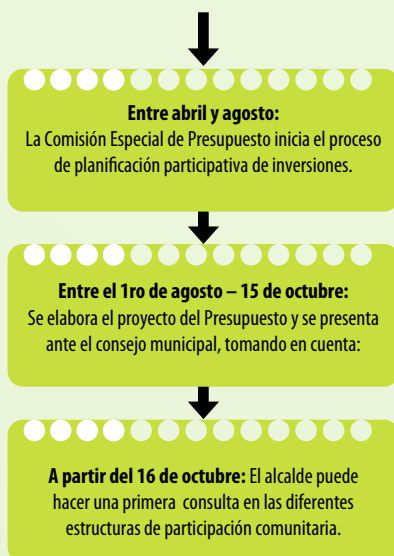 Entre abril y agosto:
La Comisión Especial de Presupuesto inicia el proceso
de planificación participativa de inversiones.
Entre el 1ro de agosto – 15 de octubre:
Se elabora el proyecto del Presupuesto y se presenta
ante el consejo municipal, tomando en cuenta:
A partir del 16 de octubre: El alcalde puede
hacer una primera consulta en las diferentes
estructuras de participación comunitaria.